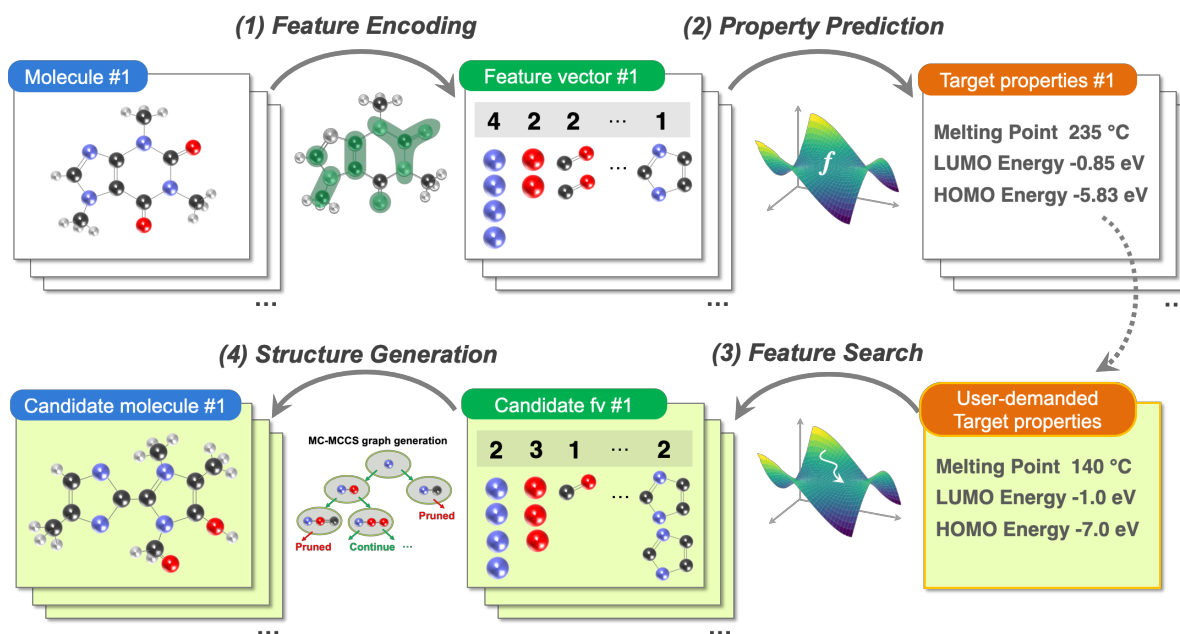 (1) Feature Encoding
(2) Property Prediction
Molecule #1
Feature vector #1
Target properties #1
4 2 2 ... 1
...
f
Melting Point 235 °C
LUMO Energy -0.85 eV
HOMO Energy -5.83 eV
...
...
...
(4) Structure Generation
(3) Feature Search
Candidate molecule #1
Candidate fv #1
User-demanded
Target properties
MC-MCCS graph generation
Pruned
Pruned
Continue ...
2 3 1 ... 2
...
Melting Point 140 °C
LUMO Energy -1.0 eV
HOMO Energy -7.0 eV
...
...